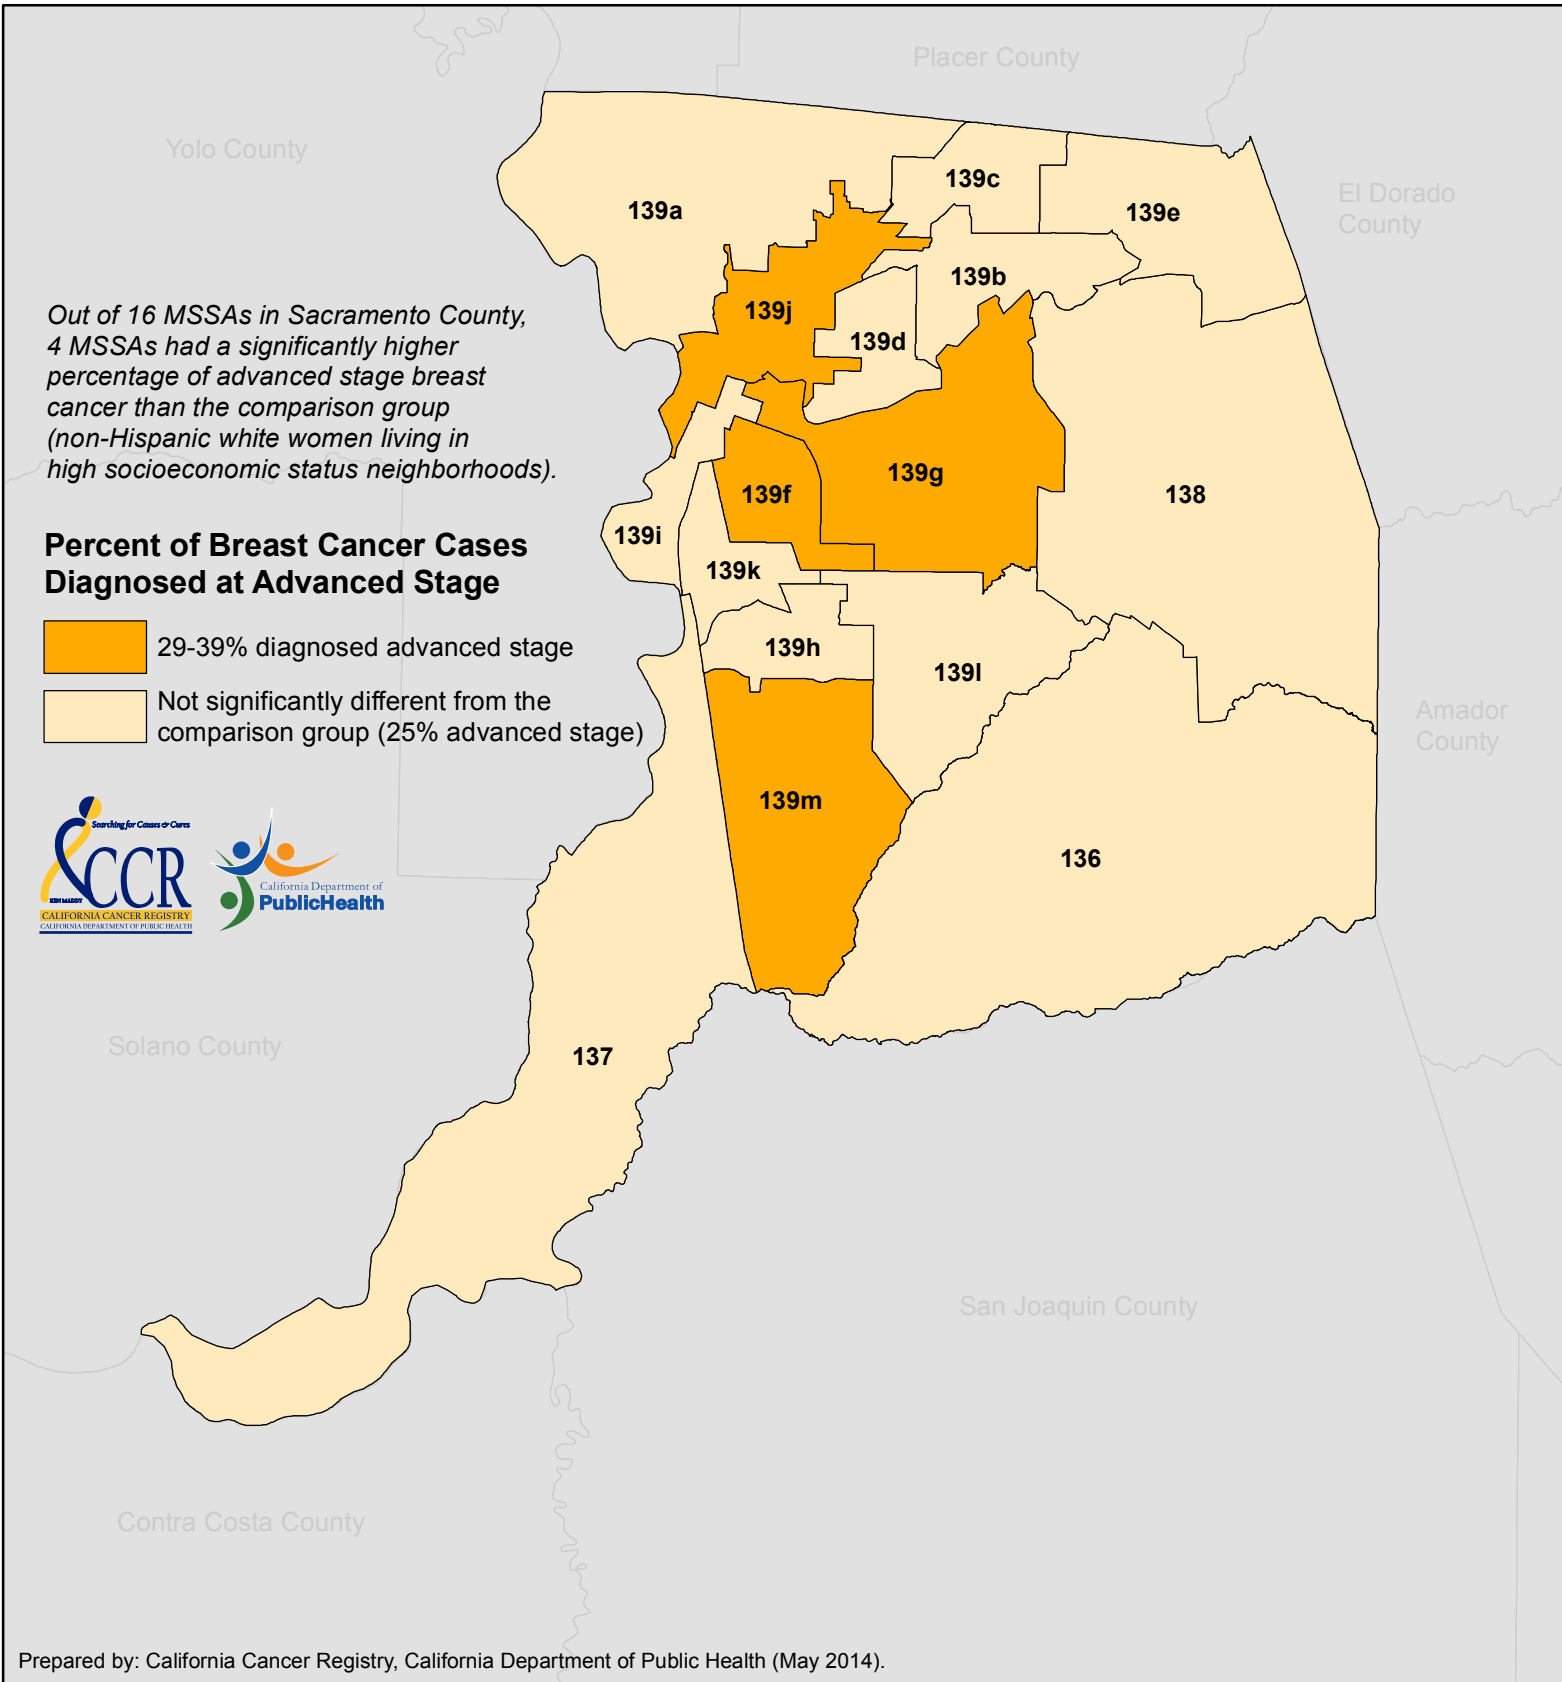 Placer County
Yolo County
El Dorado
County
139a
139c
139e
139b
139j
139d
Out of 16 MSSAs in Sacramento County,
4 MSSAs had a significantly higher
percentage of advanced stage breast
cancer than the comparison group
(non-Hispanic white women living in
high socioeconomic status neighborhoods).
139g
139f
138
139i
139k
139h
139l
Percent of Breast Cancer Cases
Diagnosed at Advanced Stage
29-39% diagnosed advanced stage
Not significantly different from the
comparison group (25% advanced stage)
Amador
County
139m
136
Searching for Causes & Cures
CCR
KEN MADDY
CALIFORNIA CANCER REGISTRY
CALIFORNIA DEPARTMENT OF PUBLIC HEALTH
California Department of
PublicHealth
Solano County
137
San Joaquin County
Contra Costa County
Prepared by: California Cancer Registry, California Department of Public Health (May 2014).